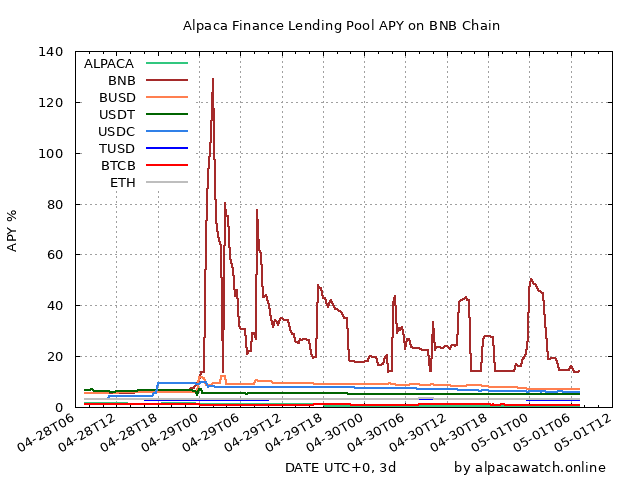 Alpaca Finance Lending Pool APY on BNB Chain
140
120
100
80
60
40
20
0
APY %
ALPACA
BNB
BUSD
USDT
USDC
TUSD
BTCB
ETH
04-28T06
04-28T12
04-28T18
04-29T00
04-29T06
04-29T12
04-29T18
04-30T00
04-30T06
04-30T12
04-30T18
05-01T00
05-01T06
05-01T12
DATE UTC+0, 3d
by alpacawatch.online